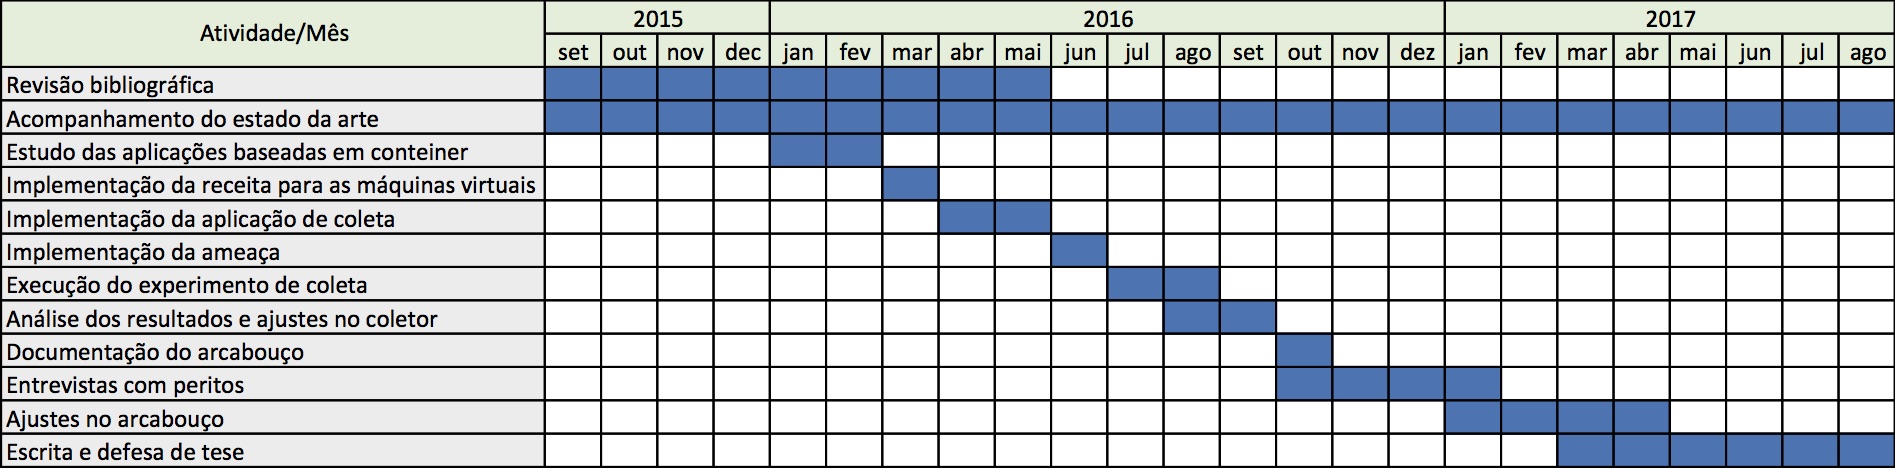 Atividade/Mês 2015 2016 2017
set out nov dec jan fev mar abr mai jun jul ago set out nov dez jan fev mar abr mai jun jul ago
Revisão bibliográfica
Acompanhamento do estado da arte
Estudo das aplicações baseadas em conteiner
Implementação da receita para as máquinas virtuais
Implementação da aplicação de coleta
Implementação da ameaça
Execução do experimento de coleta
Análise dos resultados e ajustes no coletor
Documentação do arcabouço
Entrevistas com peritos
Ajustes no arcabouço
Escrita e defesa de tese